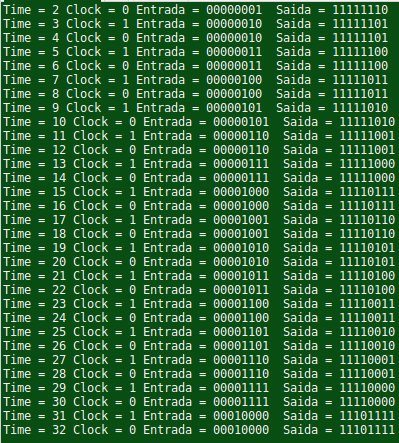 Time = 2 Clock = 0 Entrada = 00000001  Saida = 11111110
Time = 3 Clock = 1 Entrada = 00000010  Saida = 11111101
Time = 4 Clock = 0 Entrada = 00000010  Saida = 11111101
Time = 5 Clock = 1 Entrada = 00000011  Saida = 11111100
Time = 6 Clock = 0 Entrada = 00000011  Saida = 11111100
Time = 7 Clock = 1 Entrada = 00000100  Saida = 11111011
Time = 8 Clock = 0 Entrada = 00000100  Saida = 11111011
Time = 9 Clock = 1 Entrada = 00000101  Saida = 11111010
Time = 10 Clock = 0 Entrada = 00000101  Saida = 11111010
Time = 11 Clock = 1 Entrada = 00000110  Saida = 11111001
Time = 12 Clock = 0 Entrada = 00000110  Saida = 11111001
Time = 13 Clock = 1 Entrada = 00000111  Saida = 11111000
Time = 14 Clock = 0 Entrada = 00000111  Saida = 11111000
Time = 15 Clock = 1 Entrada = 00001000  Saida = 11110111
Time = 16 Clock = 0 Entrada = 00001000  Saida = 11110111
Time = 17 Clock = 1 Entrada = 00001001  Saida = 11110110
Time = 18 Clock = 0 Entrada = 00001001  Saida = 11110110
Time = 19 Clock = 1 Entrada = 00001010  Saida = 11110101
Time = 20 Clock = 0 Entrada = 00001010  Saida = 11110101
Time = 21 Clock = 1 Entrada = 00001011  Saida = 11110100
Time = 22 Clock = 0 Entrada = 00001011  Saida = 11110100
Time = 23 Clock = 1 Entrada = 00001100  Saida = 11110011
Time = 24 Clock = 0 Entrada = 00001100  Saida = 11110011
Time = 25 Clock = 1 Entrada = 00001101  Saida = 11110010
Time = 26 Clock = 0 Entrada = 00001101  Saida = 11110010
Time = 27 Clock = 1 Entrada = 00001110  Saida = 11110001
Time = 28 Clock = 0 Entrada = 00001110  Saida = 11110001
Time = 29 Clock = 1 Entrada = 00001111  Saida = 11110000
Time = 30 Clock = 0 Entrada = 00001111  Saida = 11110000
Time = 31 Clock = 1 Entrada = 00010000  Saida = 11101111
Time = 32 Clock = 0 Entrada = 00010000  Saida = 11101111